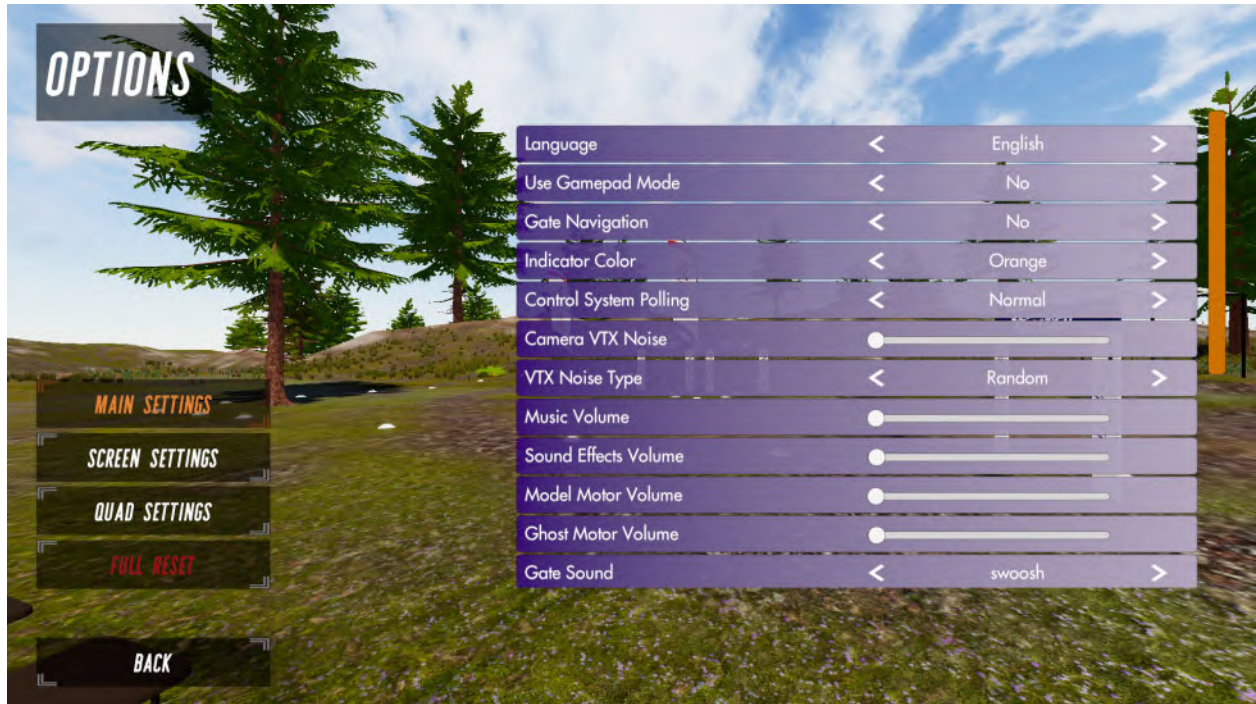 OPTIONS
Language English
Use Gamepad Mode No
Gate Navigation No
Indicator Color Orange
Control System Polling Normal
Camera VTX Noise
VTX Noise Type Random
Music Volume
Sound Effects Volume
Model Motor Volume
Ghost Motor Volume
Gate Sound swoosh
MAIN SETTINGS
SCREEN SETTINGS
QUAD SETTINGS
FULL RESET
BACK